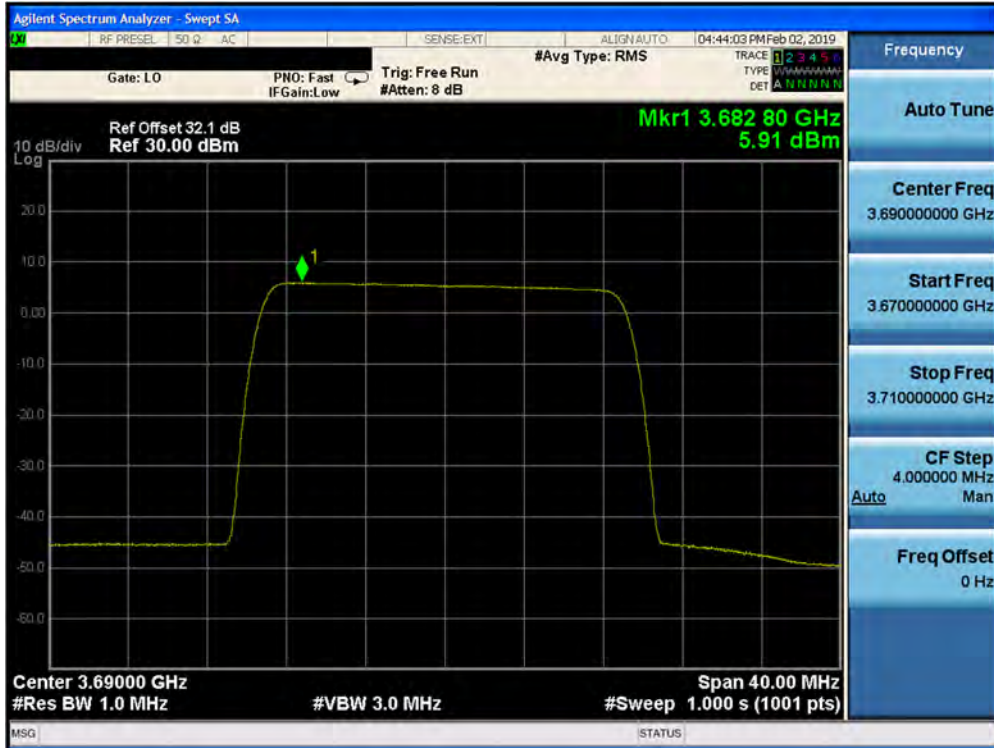 Agilent Spectrum Analyzer - Swept SA
LXI RF PRESEL 50 Ω AC SENSE:EXT ALIGN AUTO 04:44:03 PM Feb 02, 2019
Gate: LO PNO: Fast IFGain:Low Trig: Free Run #Atten: 8 dB #Avg Type: RMS
TRACE 1 2 3 4 5 6
TYPE
DET A N N N N N
Ref Offset 32.1 dB
10 dB/div Ref 30.00 dBm
Log
Mkr1 3.682 80 GHz
5.91 dBm
20.0
10.0
1
0.00
-10.0
-20.0
-30.0
-40.0
-50.0
-60.0
Center 3.69000 GHz Span 40.00 MHz
#Res BW 1.0 MHz #VBW 3.0 MHz #Sweep 1.000 s (1001 pts)
MSG STATUS
Frequency
Auto Tune
Center Freq
3.690000000 GHz
Start Freq
3.670000000 GHz
Stop Freq
3.710000000 GHz
CF Step
4.000000 MHz
Auto Man
Freq Offset
0 Hz